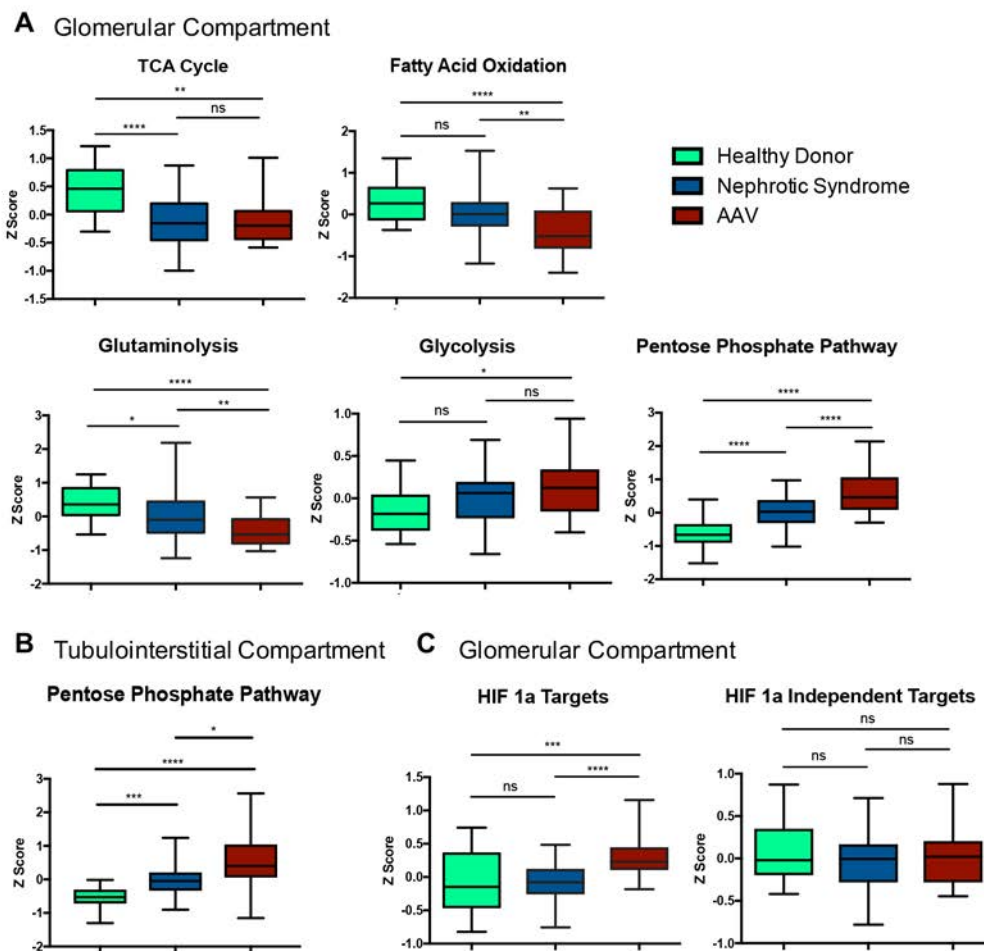 A Glomerular Compartment
TCA Cycle
**
ns
****
1.5
1.0
0.5
0.0
-0.5
-1.0
-1.5
Z Score
Fatty Acid Oxidation
****
ns
**
2
1
0
-1
-2
Z Score
Healthy Donor
Nephrotic Syndrome
AAV
Glutaminolysis
****
*
**
3
2
1
0
-1
-2
Z Score
Glycolysis
*
ns
ns
1.0
0.5
0.0
-0.5
-1.0
Z Score
Pentose Phosphate Pathway
****
****
****
3
2
1
0
-1
-2
Z Score
B Tubulointerstitial Compartment
Pentose Phosphate Pathway
*
****
***
3
2
1
0
-1
-2
Z Score
C Glomerular Compartment
HIF 1a Targets
***
ns
****
1.5
1.0
0.5
0.0
-0.5
-1.0
Z Score
HIF 1a Independent Targets
ns
ns
ns
1.0
0.5
0.0
-0.5
-1.0
Z Score